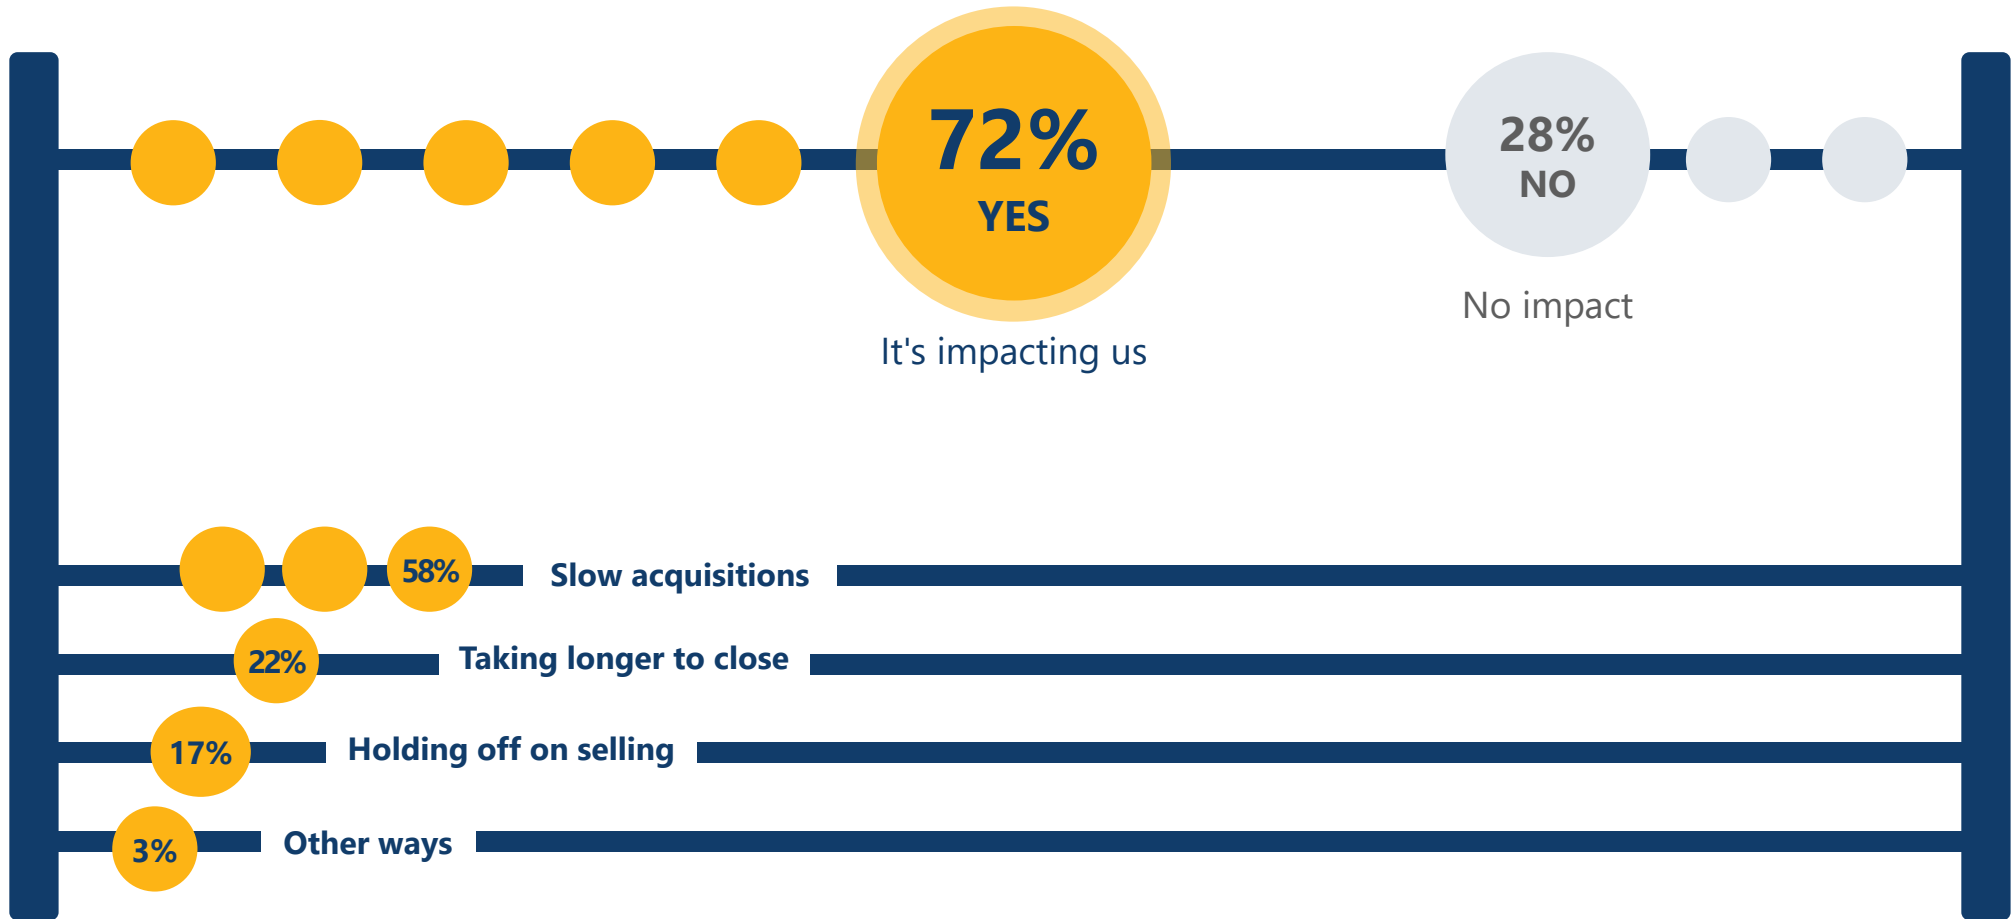 72%
YES
It's impacting us
28%
NO
No impact
58% Slow acquisitions
22% Taking longer to close
17% Holding off on selling
3% Other ways